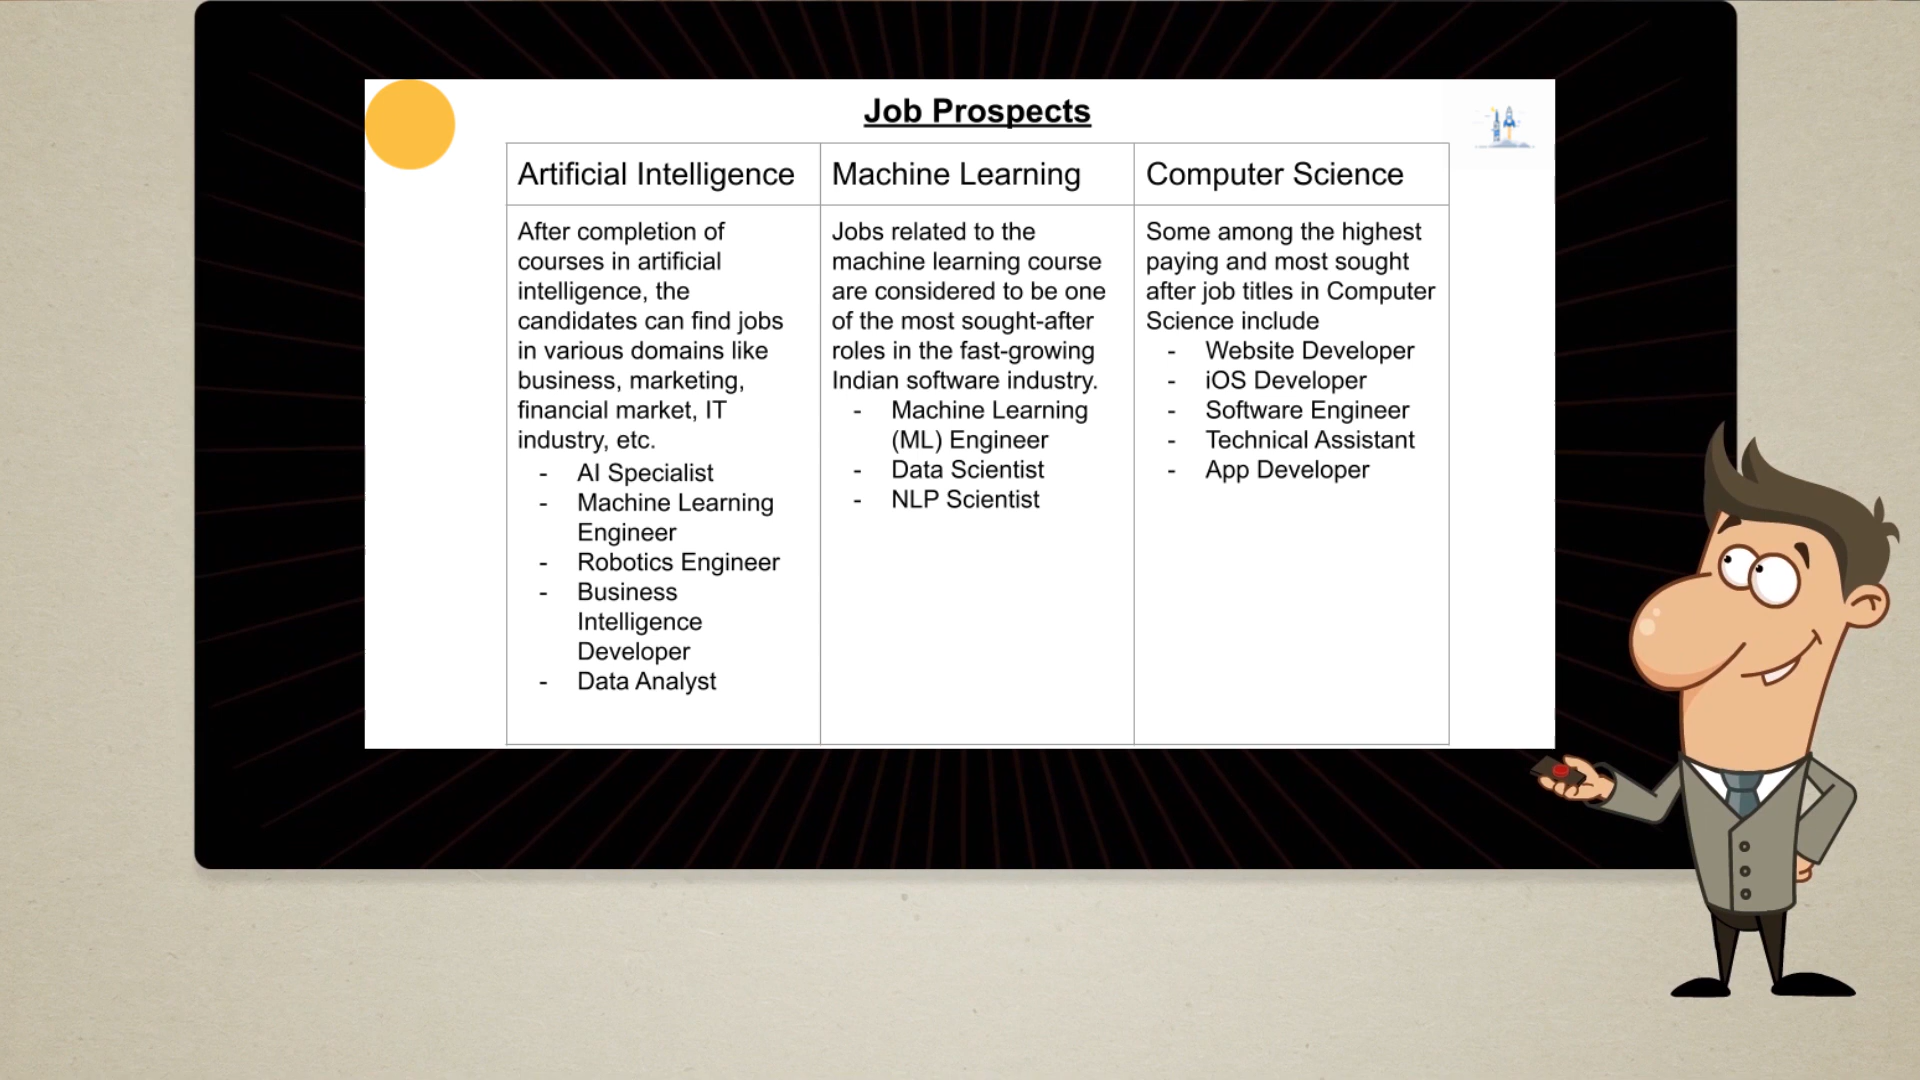 Job Prospects
Artificial Intelligence
Machine Learning
Computer Science
After completion of
courses in artificial
intelligence, the
candidates can find jobs
in various domains like
business, marketing,
financial market, IT
industry, etc.
- AI Specialist
- Machine Learning
Engineer
- Robotics Engineer
- Business
Intelligence
Developer
- Data Analyst
Jobs related to the
machine learning course
are considered to be one
of the most sought-after
roles in the fast-growing
Indian software industry.
- Machine Learning
(ML) Engineer
- Data Scientist
- NLP Scientist
Some among the highest
paying and most sought
after job titles in Computer
Science include
- Website Developer
- iOS Developer
- Software Engineer
- Technical Assistant
- App Developer